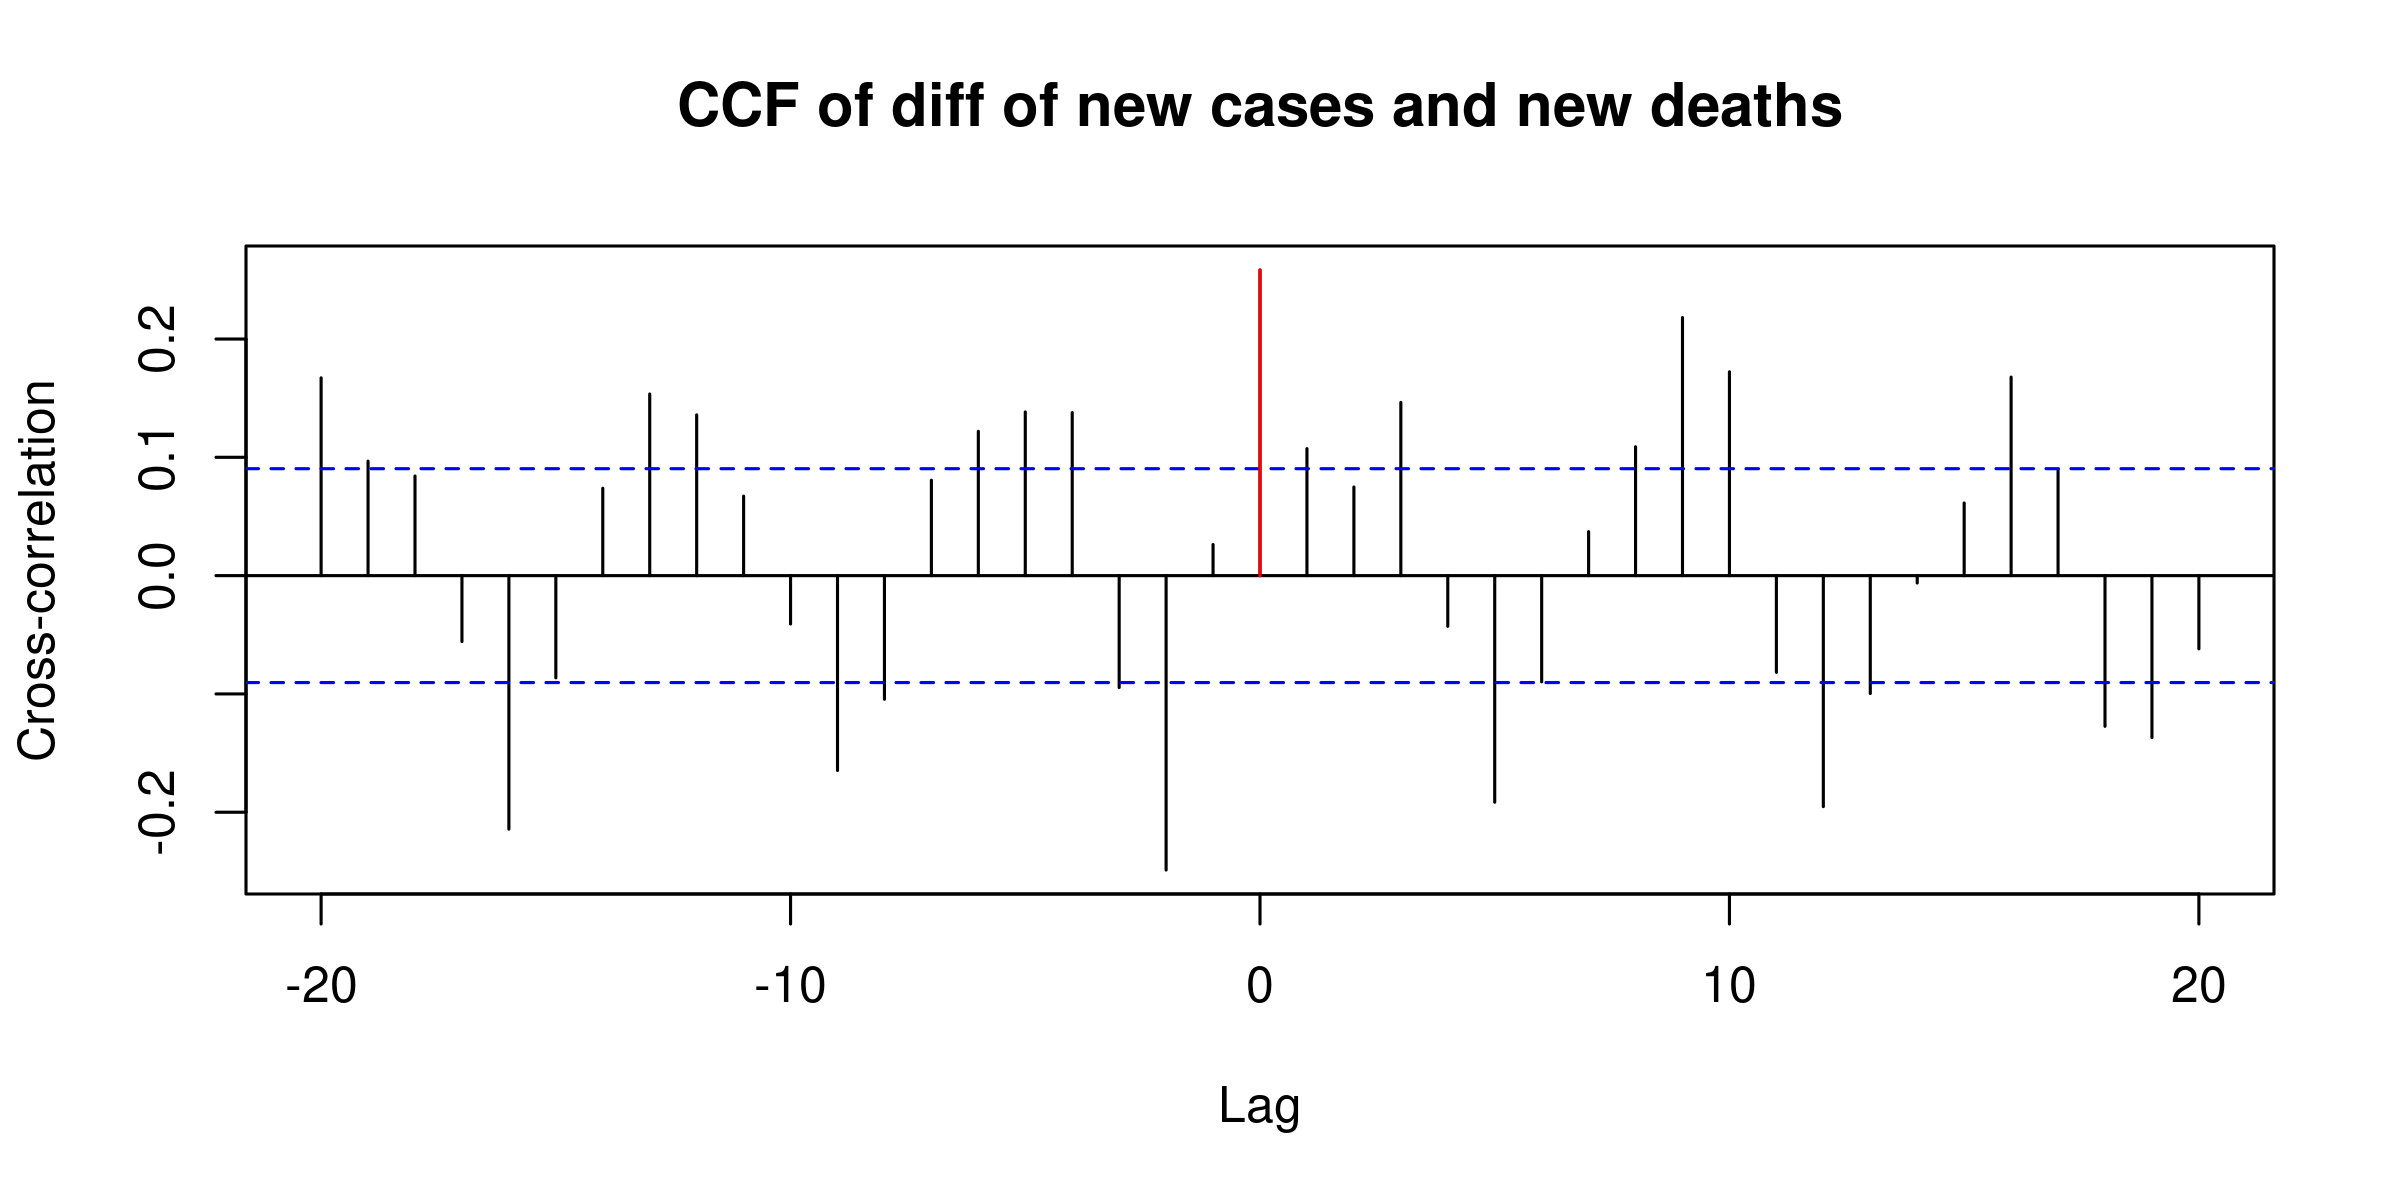 CCF of diff of new cases and new deaths
Cross-correlation
0.2
0.1
0.0
-0.2
-20 -10 0 10 20
Lag